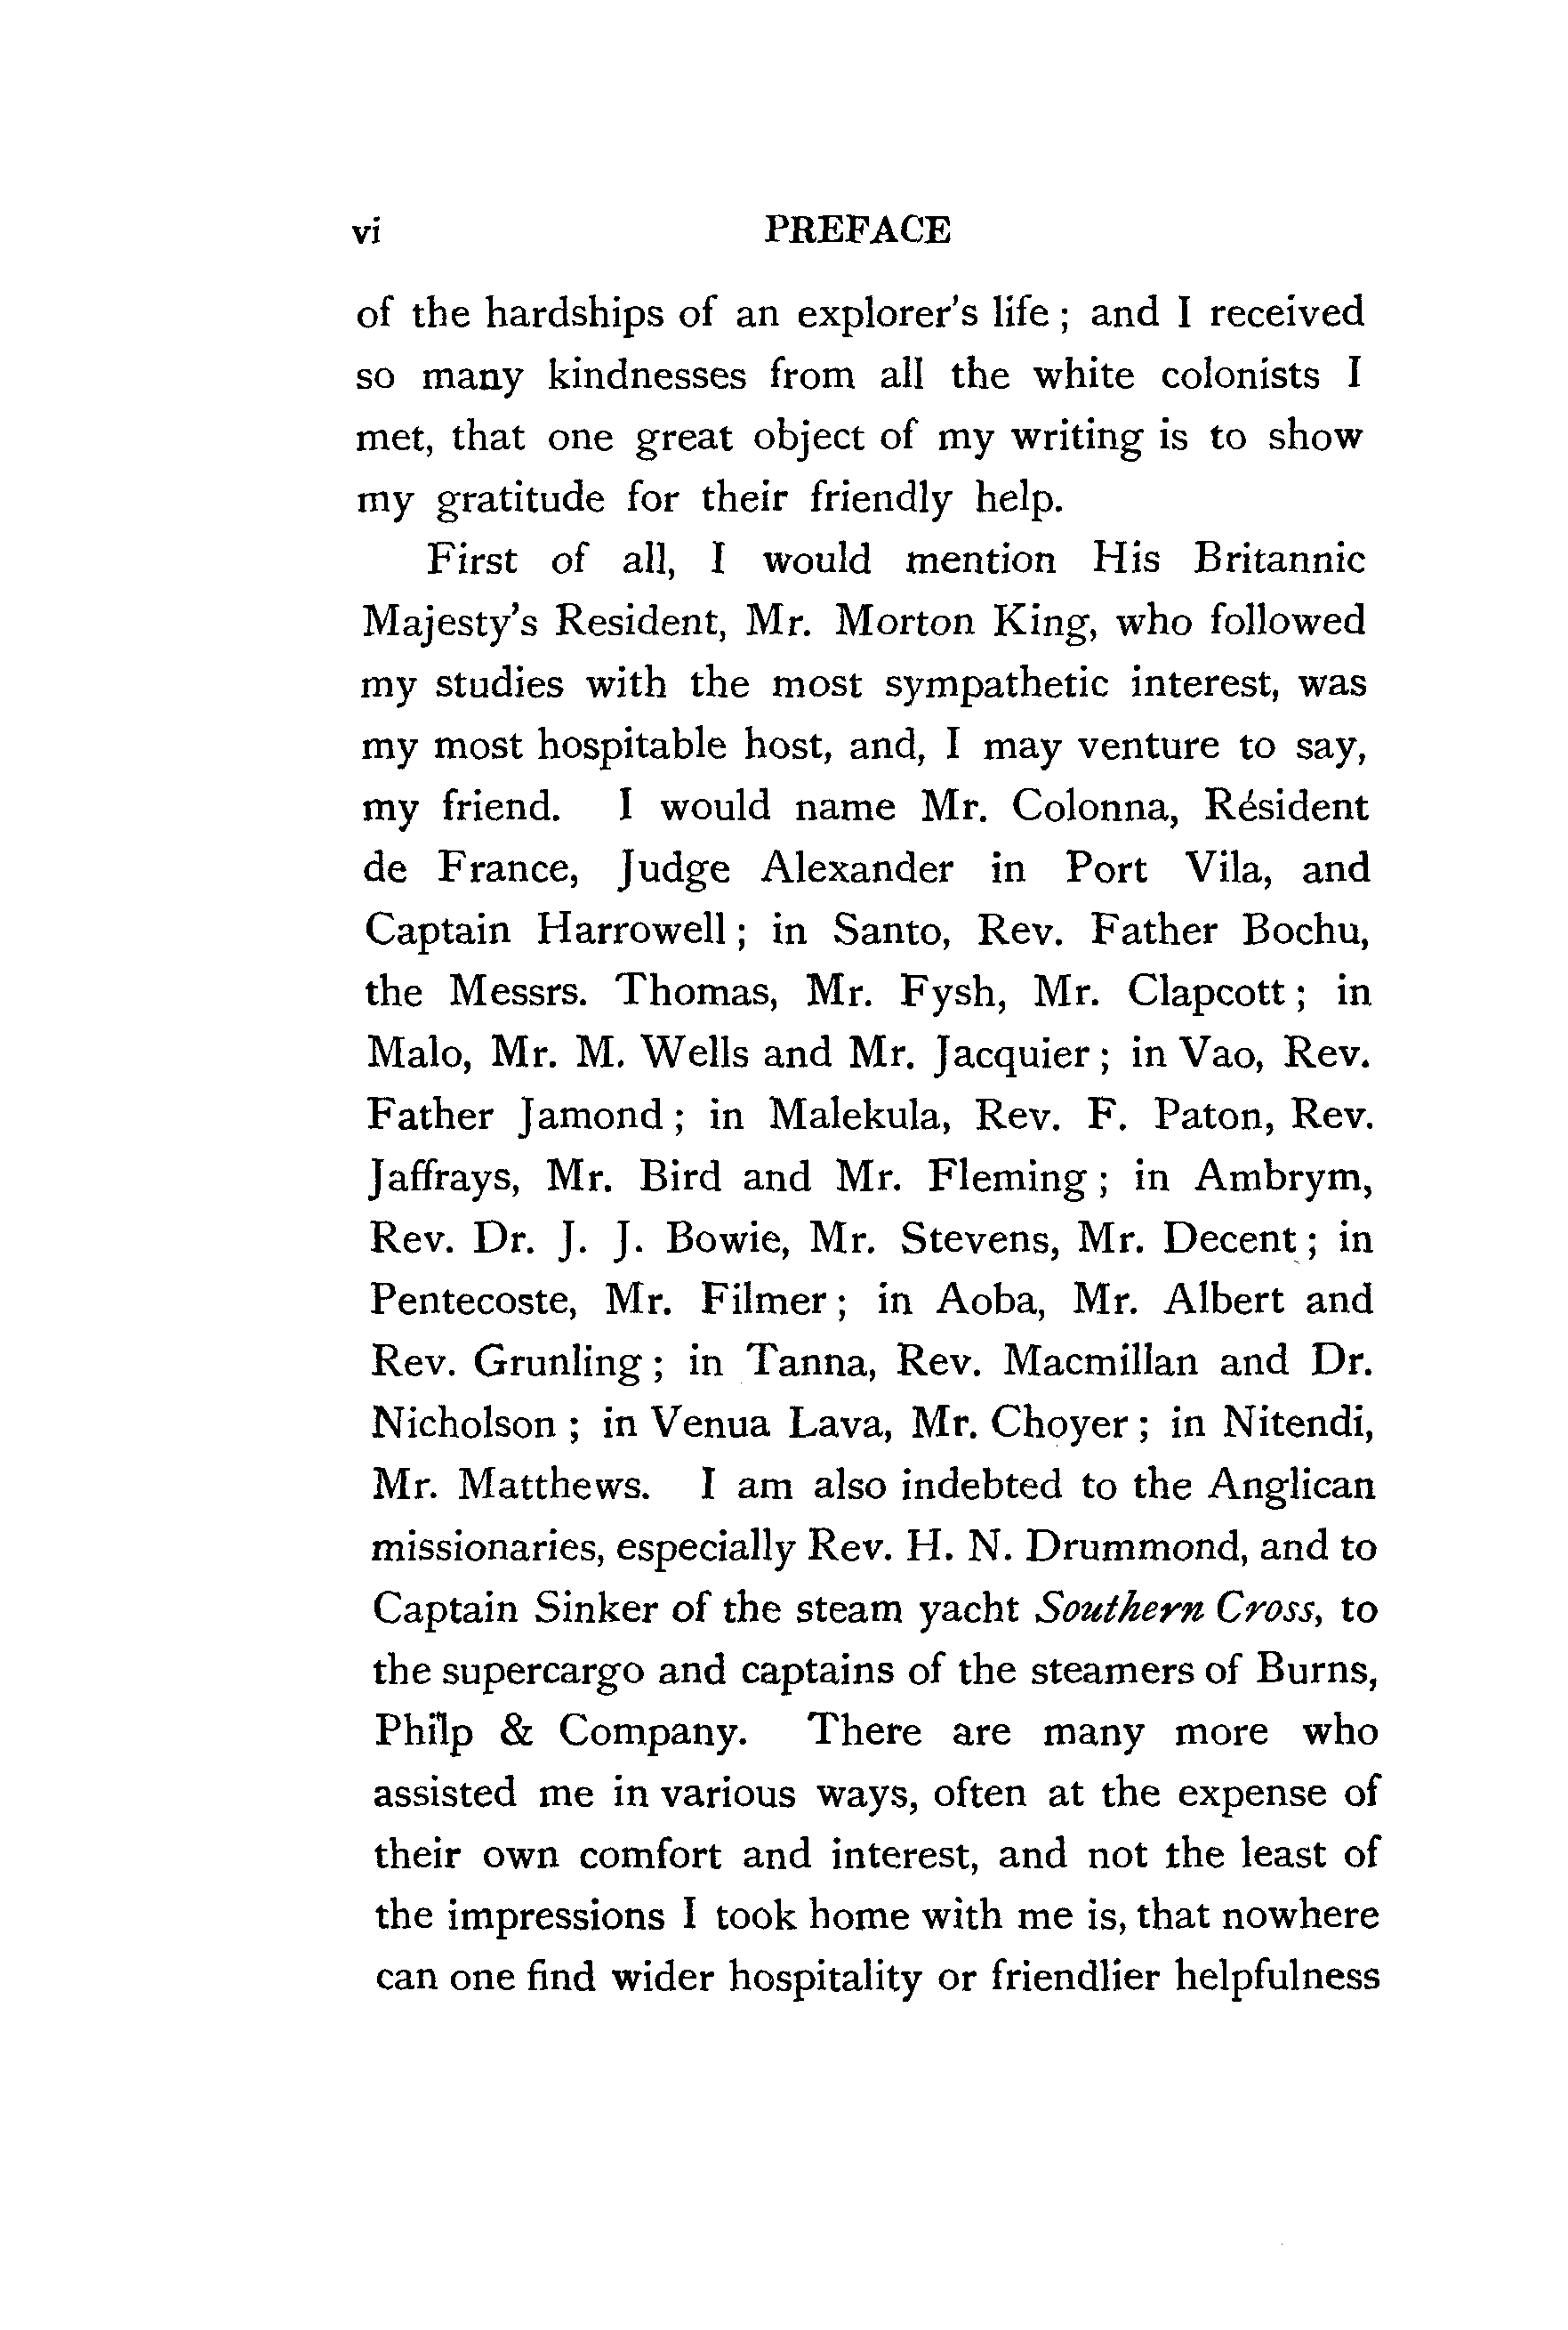 vi PREFACE
of the hardships of an explorer's life; and I received
so many kindnesses from all the white colonists I
met, that one great object of my writing is to show
my gratitude for their friendly help.
First of all, I would mention His Britannic
Majesty's Resident, Mr. Morton King, who followed
my studies with the most sympathetic interest, was
my most hospitable host, and, I may venture to say,
my friend. I would name Mr. Colonna, Résident
de France, Judge Alexander in Port Vila, and
Captain Harrowell; in Santo, Rev. Father Bochu,
the Messrs. Thomas, Mr. Fysh, Mr. Clapcott; in
Malo, Mr. M. Wells and Mr. Jacquier; in Vao, Rev.
Father Jamond; in Malekula, Rev. F. Paton, Rev.
Jaffrays, Mr. Bird and Mr. Fleming; in Ambrym,
Rev. Dr. J. J. Bowie, Mr. Stevens, Mr. Decent; in
Pentecoste, Mr. Filmer; in Aoba, Mr. Albert and
Rev. Grunling; in Tanna, Rev. Macmillan and Dr.
Nicholson; in Venua Lava, Mr. Choyer; in Nitendi,
Mr. Matthews. I am also indebted to the Anglican
missionaries, especially Rev. H. N. Drummond, and to
Captain Sinker of the steam yacht Southern Cross, to
the supercargo and captains of the steamers of Burns,
Philp & Company. There are many more who
assisted me in various ways, often at the expense of
their own comfort and interest, and not the least of
the impressions I took home with me is, that nowhere
can one find wider hospitality or friendlier helpfulness